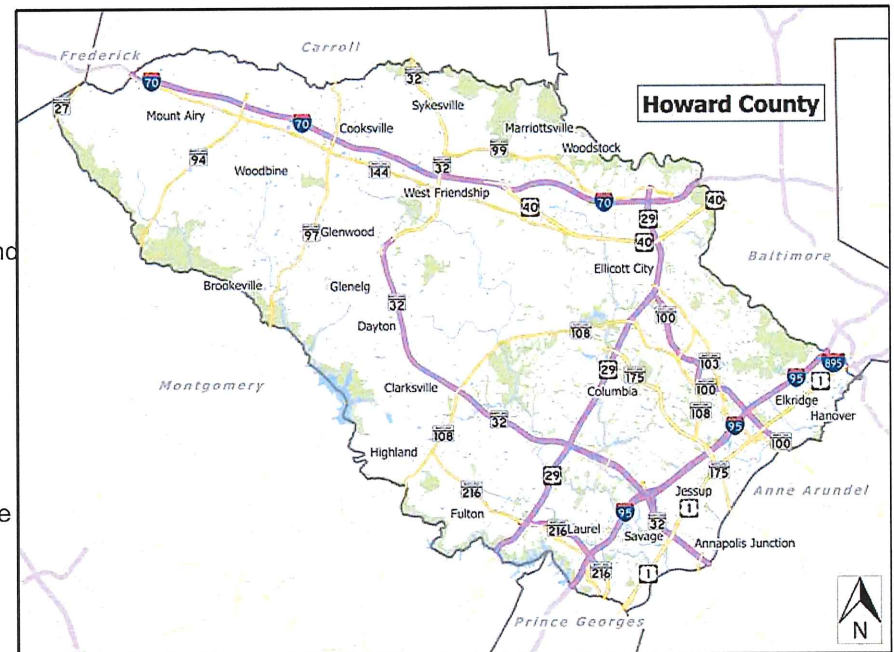 Carroll
Frederick
32
70
27
Howard County
Sykesville
Mount Airy
70
Cooksville
Marriottsville
99
Woodstock
94
32
144
Woodbine
West Friendship
40
70
40
29
97
Glenwood
40
nd
Ellicott City
Baltimore
Brookeville
Glenelg
32
100
Dayton
108
103
895
29
175
95
1
Montgomery
Clarksville
Columbia
100
Elkridge
108
Hanover
32
95
108
100
Highland
29
175
216
Jessup
Anne Arundel
e
Fulton
95
1
216
Laurel
32
Savage
Annapolis Junction
216
1
Prince Georges
N